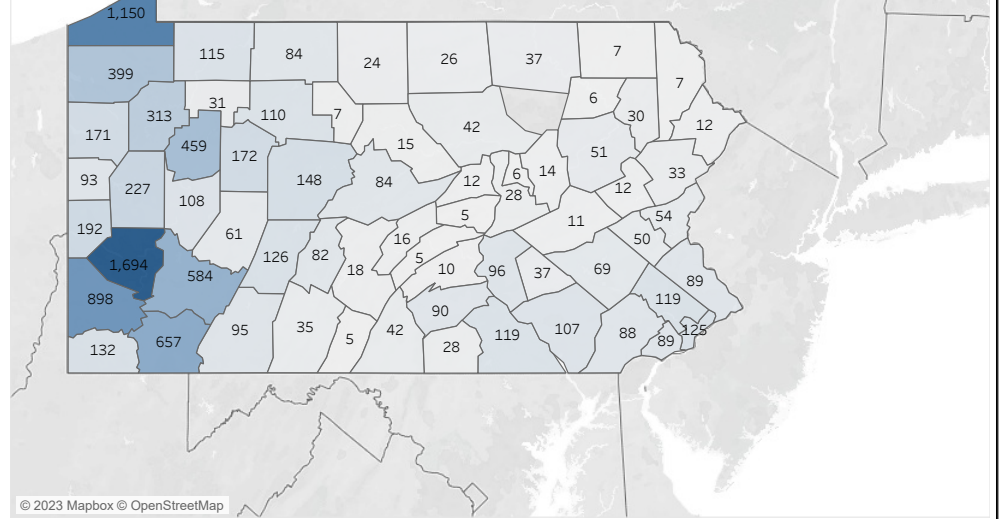 1,150
115 84 24 26 37 7
399
7
31 110 7 6 30
313 12
171 459 15 42
172 51
93 227 148 84 12 6 14 33
28 12
108
192 61 5 11 54
16 50
1,694 584 126 82 18 5 10 96 37 69
898 90 119 89
132 657 95 35 5 42 28 119 107 88 89 125
© 2023 Mapbox © OpenStreetMap